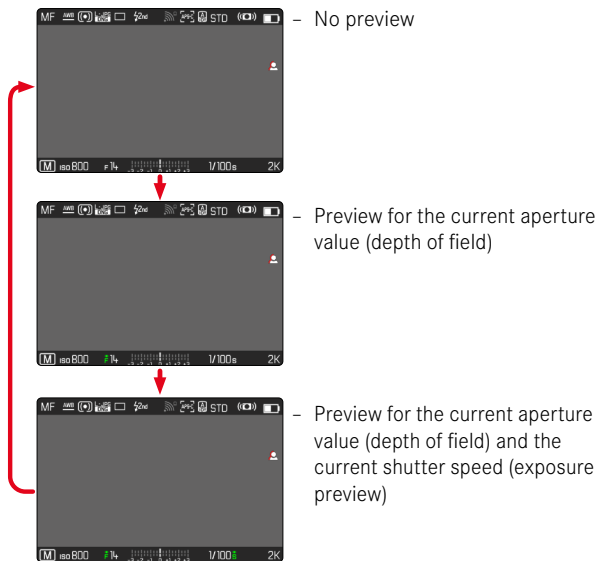 MF AWB STD
– No preview
M ISO 800 F 14 1/100s 2K
MF AWB STD
– Preview for the current aperture
value (depth of field)
M ISO 800 F 14 1/100s 2K
MF AWB STD
– Preview for the current aperture
value (depth of field) and the
current shutter speed (exposure
preview)
M ISO 800 F 14 1/100s 2K